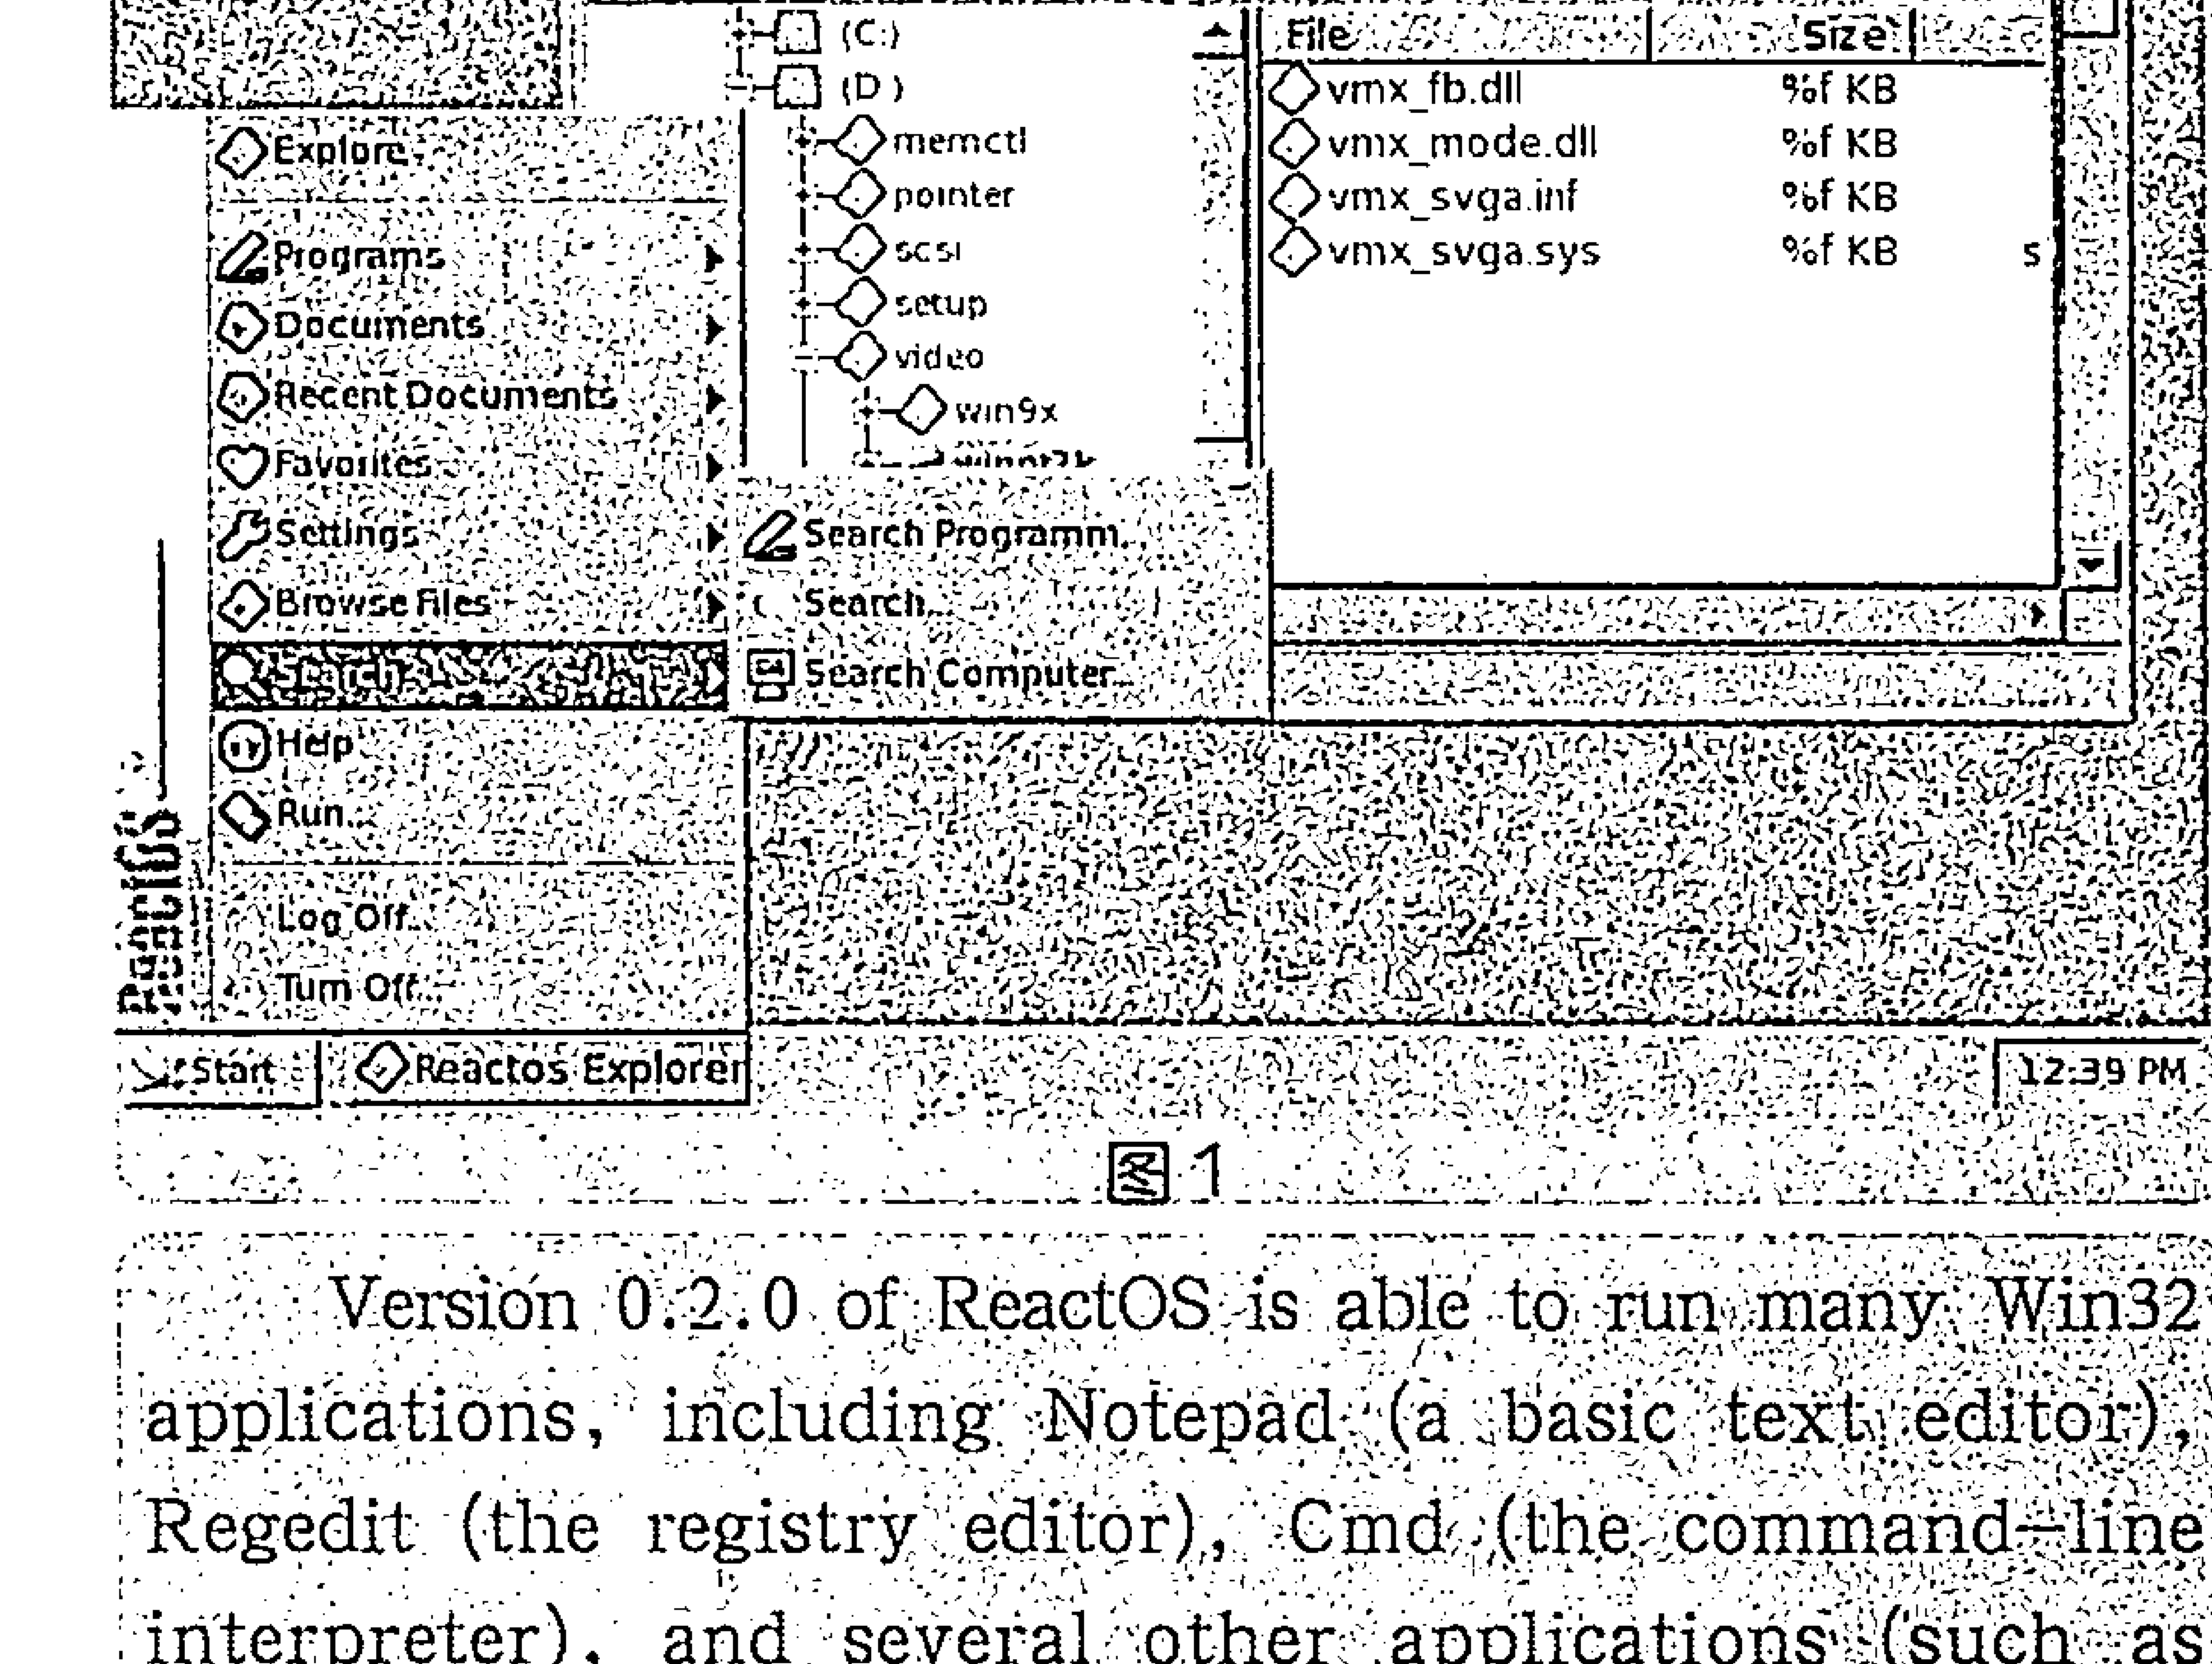 (C:)
(D )
memctl
pointer
scsi
setup
video
win9x
File Size
vmx_fb.dll %f KB
vmx_mode.dll %f KB
vmx_svga.inf %f KB
vmx_svga.sys %f KB s
Explore
Programs
Documents
Recent Documents
Favorites
Settings
Browse Files
Search
Help
Run...
Log Off...
Turn Off...
Search Programm...
Search...
Search Computer...
ReactOS
Start Reactos Explorer 12:39 PM
图 1
Version 0.2.0 of ReactOS is able to run many Win32
applications, including Notepad (a basic text editor),
Regedit (the registry editor), Cmd (the command-line
interpreter), and several other applications (such as